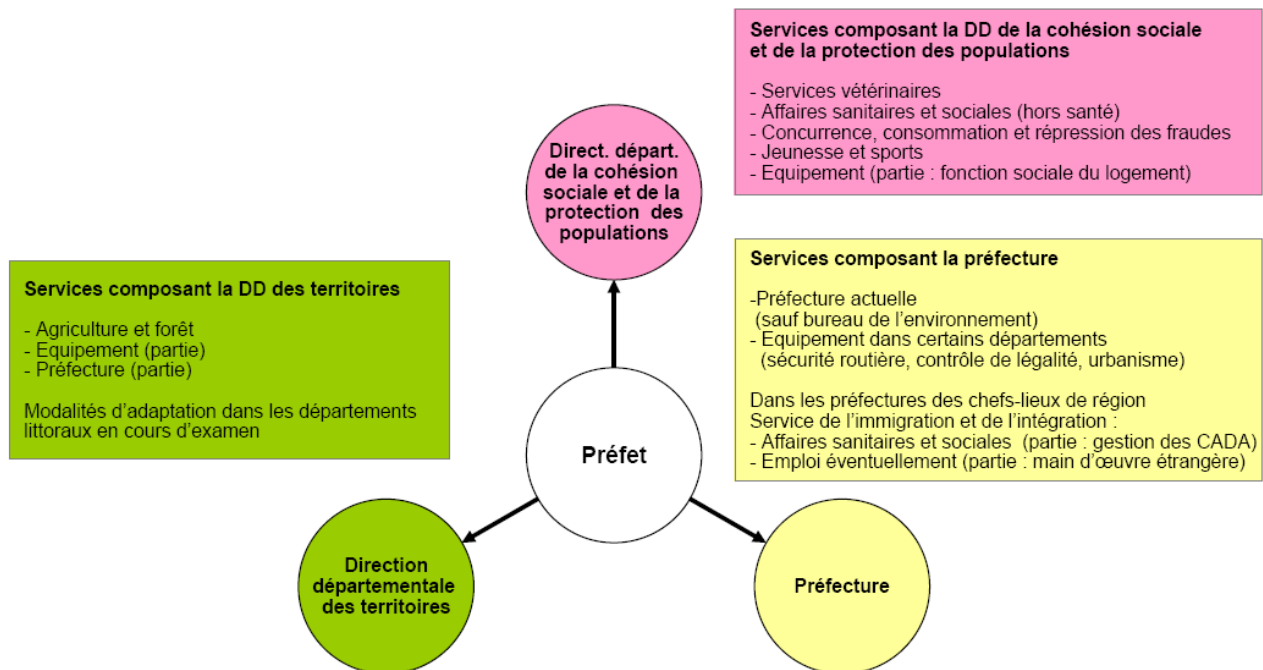 Services composant la DD de la cohésion sociale
et de la protection des populations
- Services vétérinaires
- Affaires sanitaires et sociales (hors santé)
- Concurrence, consommation et répression des fraudes
- Jeunesse et sports
- Equipement (partie : fonction sociale du logement)
Direct. départ.
de la cohésion
sociale et de la
protection des
populations
Services composant la préfecture
-Préfecture actuelle
(sauf bureau de l'environnement)
- Equipement dans certains départements
(sécurité routière, contrôle de légalité, urbanisme)
Dans les préfectures des chefs-lieux de région
Service de l'immigration et de l'intégration :
- Affaires sanitaires et sociales (partie : gestion des CADA)
- Emploi éventuellement (partie : main d'œuvre étrangère)
Services composant la DD des territoires
- Agriculture et forêt
- Equipement (partie)
- Préfecture (partie)
Modalités d'adaptation dans les départements
littoraux en cours d'examen
Préfet
Direction
départementale
des territoires
Préfecture